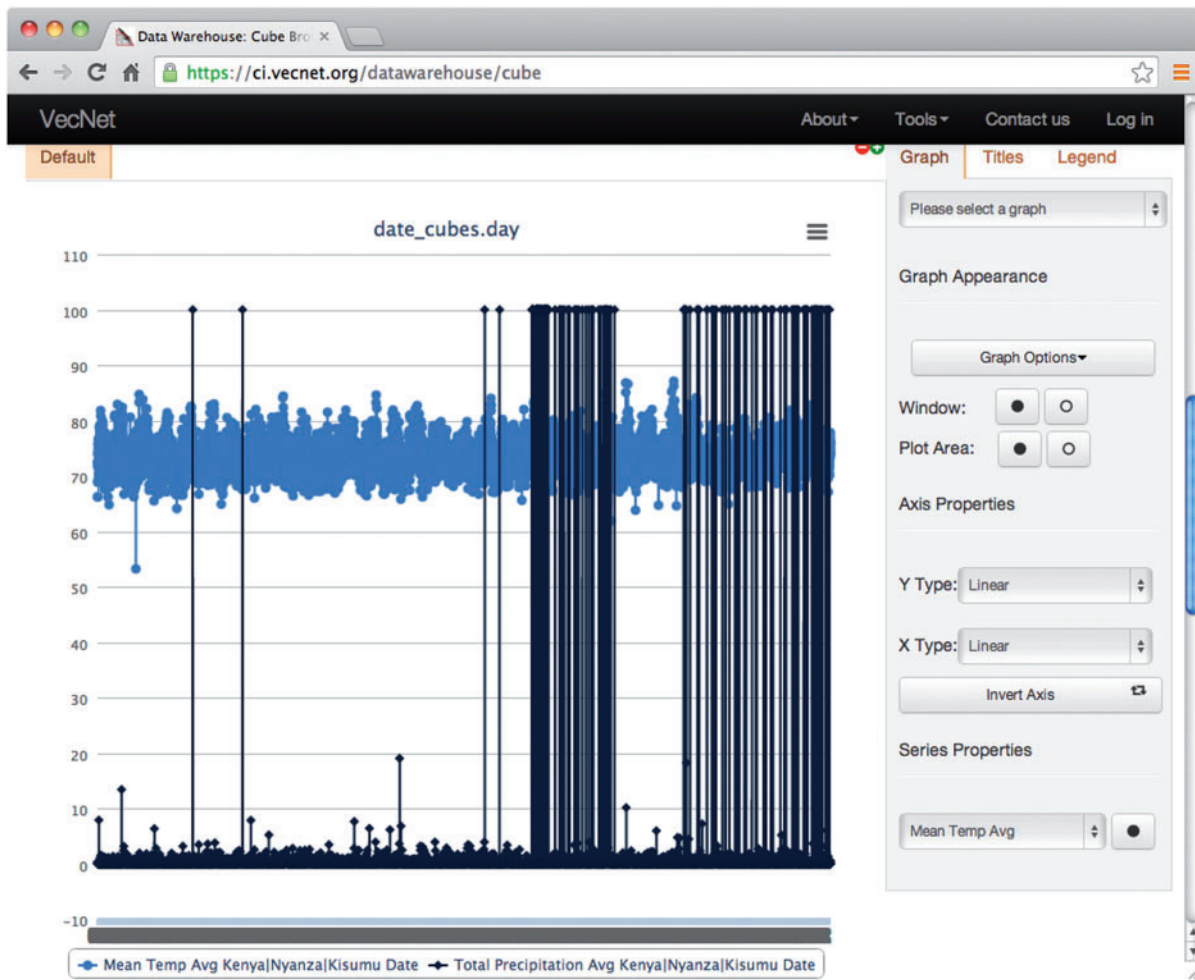 Data Warehouse: Cube Bro
https://ci.vecnet.org/datawarehouse/cube
VecNet About Tools Contact us Log in
Default
date_cubes.day
110
100
90
80
70
60
50
40
30
20
10
0
-10
Mean Temp Avg Kenya|Nyanza|Kisumu Date Total Precipitation Avg Kenya|Nyanza|Kisumu Date
Graph Titles Legend
Please select a graph
Graph Appearance
Graph Options
Window:
Plot Area:
Axis Properties
Y Type: Linear
X Type: Linear
Invert Axis
Series Properties
Mean Temp Avg